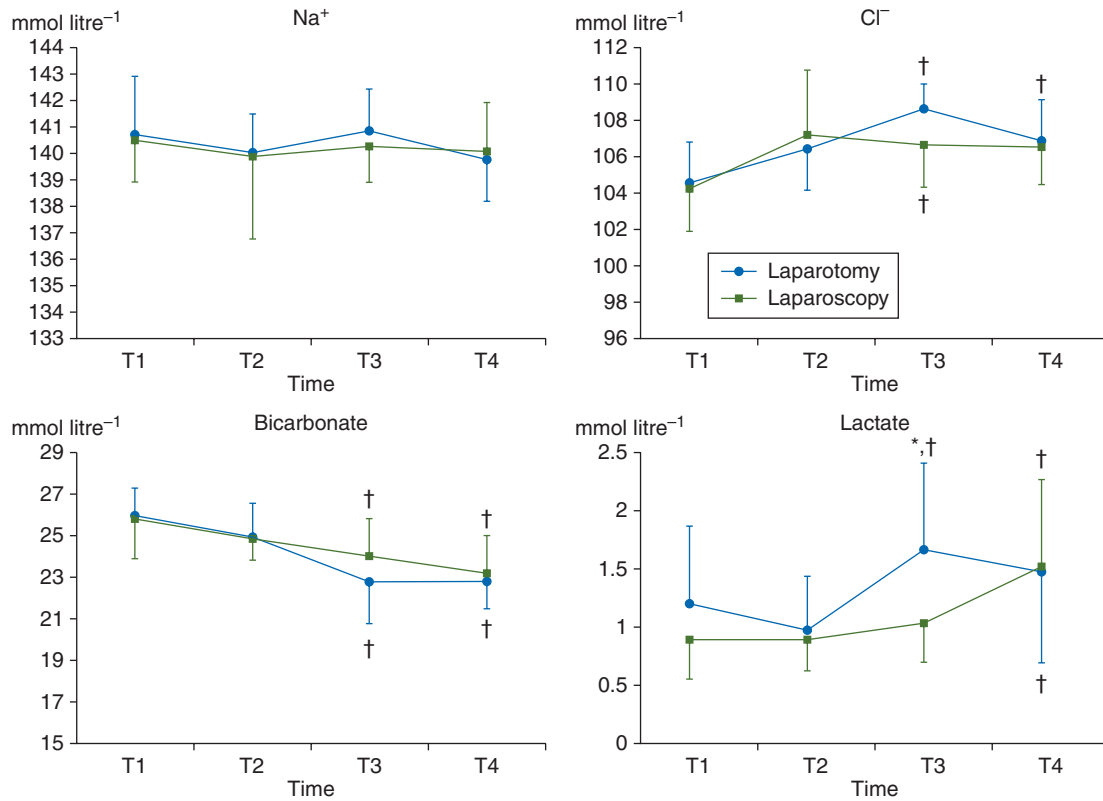 mmol litre⁻¹
Na⁺
144
143
142
141
140
139
138
137
136
135
134
133
T1 T2 T3 T4
Time
mmol litre⁻¹
Cl⁻
112
110
108
106
104
102
100
98
96
† †
†
Laparotomy
Laparoscopy
T1 T2 T3 T4
Time
mmol litre⁻¹
Bicarbonate
29
27
25
23
21
19
17
15
† †
† †
T1 T2 T3 T4
Time
mmol litre⁻¹
Lactate
2.5
2
1.5
1
0.5
0
*,† †
†
T1 T2 T3 T4
Time